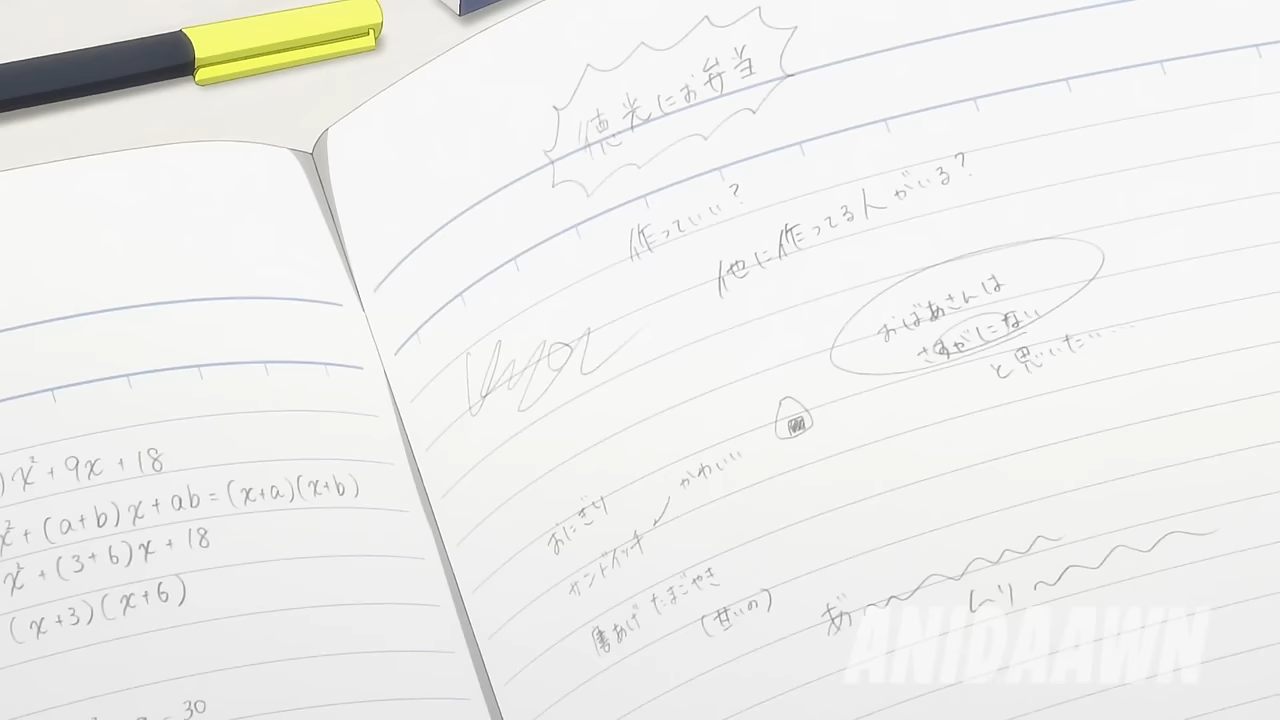 ) x² + 9x + 18
x² + (a+b) x + ab = (x+a)(x+b)
x² + (3+6) x + 18
(x+3)(x+6)
30
徳光にお弁当
作っていい?
他に作ってる人がいる?
おばあさんは
さすがにない
と思いたい……
おにぎり
かわいい
サンドイッチ
唐あげ たまごやき
(甘いの)
あ〜〜〜
ムリ〜〜〜
ANIDAAWN